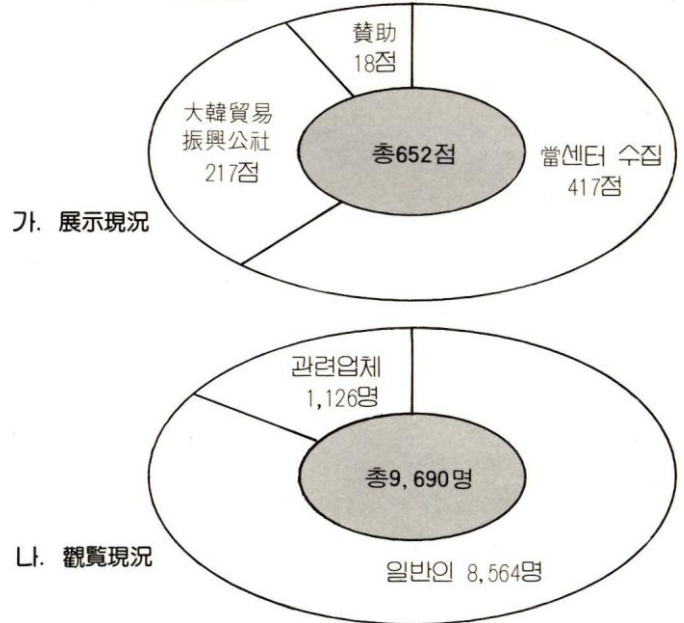 贊助
18점
大韓貿易
振興公社
217점
총652점
當센터 수집
417점
가. 展示現況
관련업체
1,126명
총9,690명
나. 觀覧現況
일반인 8,564명